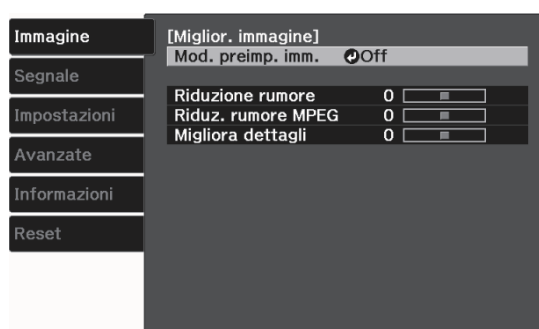 Immagine
Segnale
Impostazioni
Avanzate
Informazioni
Reset
[Miglior. immagine]
Mod. preimp. imm. Off
Riduzione rumore 0
Riduz. rumore MPEG 0
Migliora dettagli 0